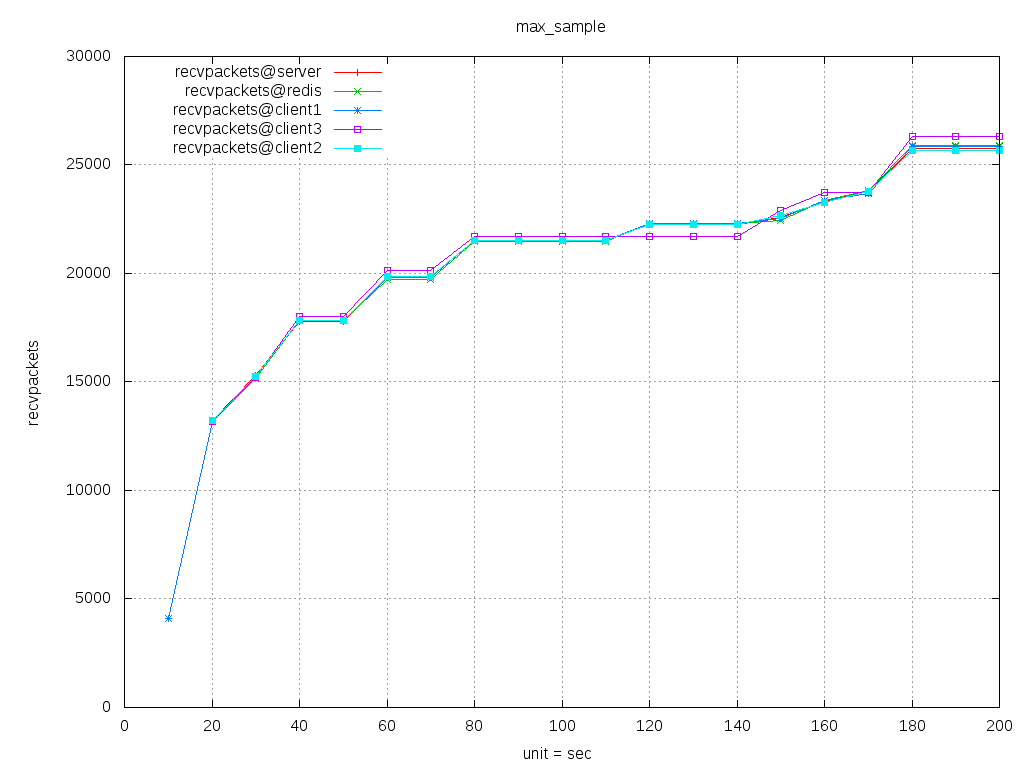 max_sample
30000
25000
20000
15000
10000
5000
0
recvpackets
recvpackets@server
recvpackets@redis
recvpackets@client1
recvpackets@client3
recvpackets@client2
0 20 40 60 80 100 120 140 160 180 200
unit = sec